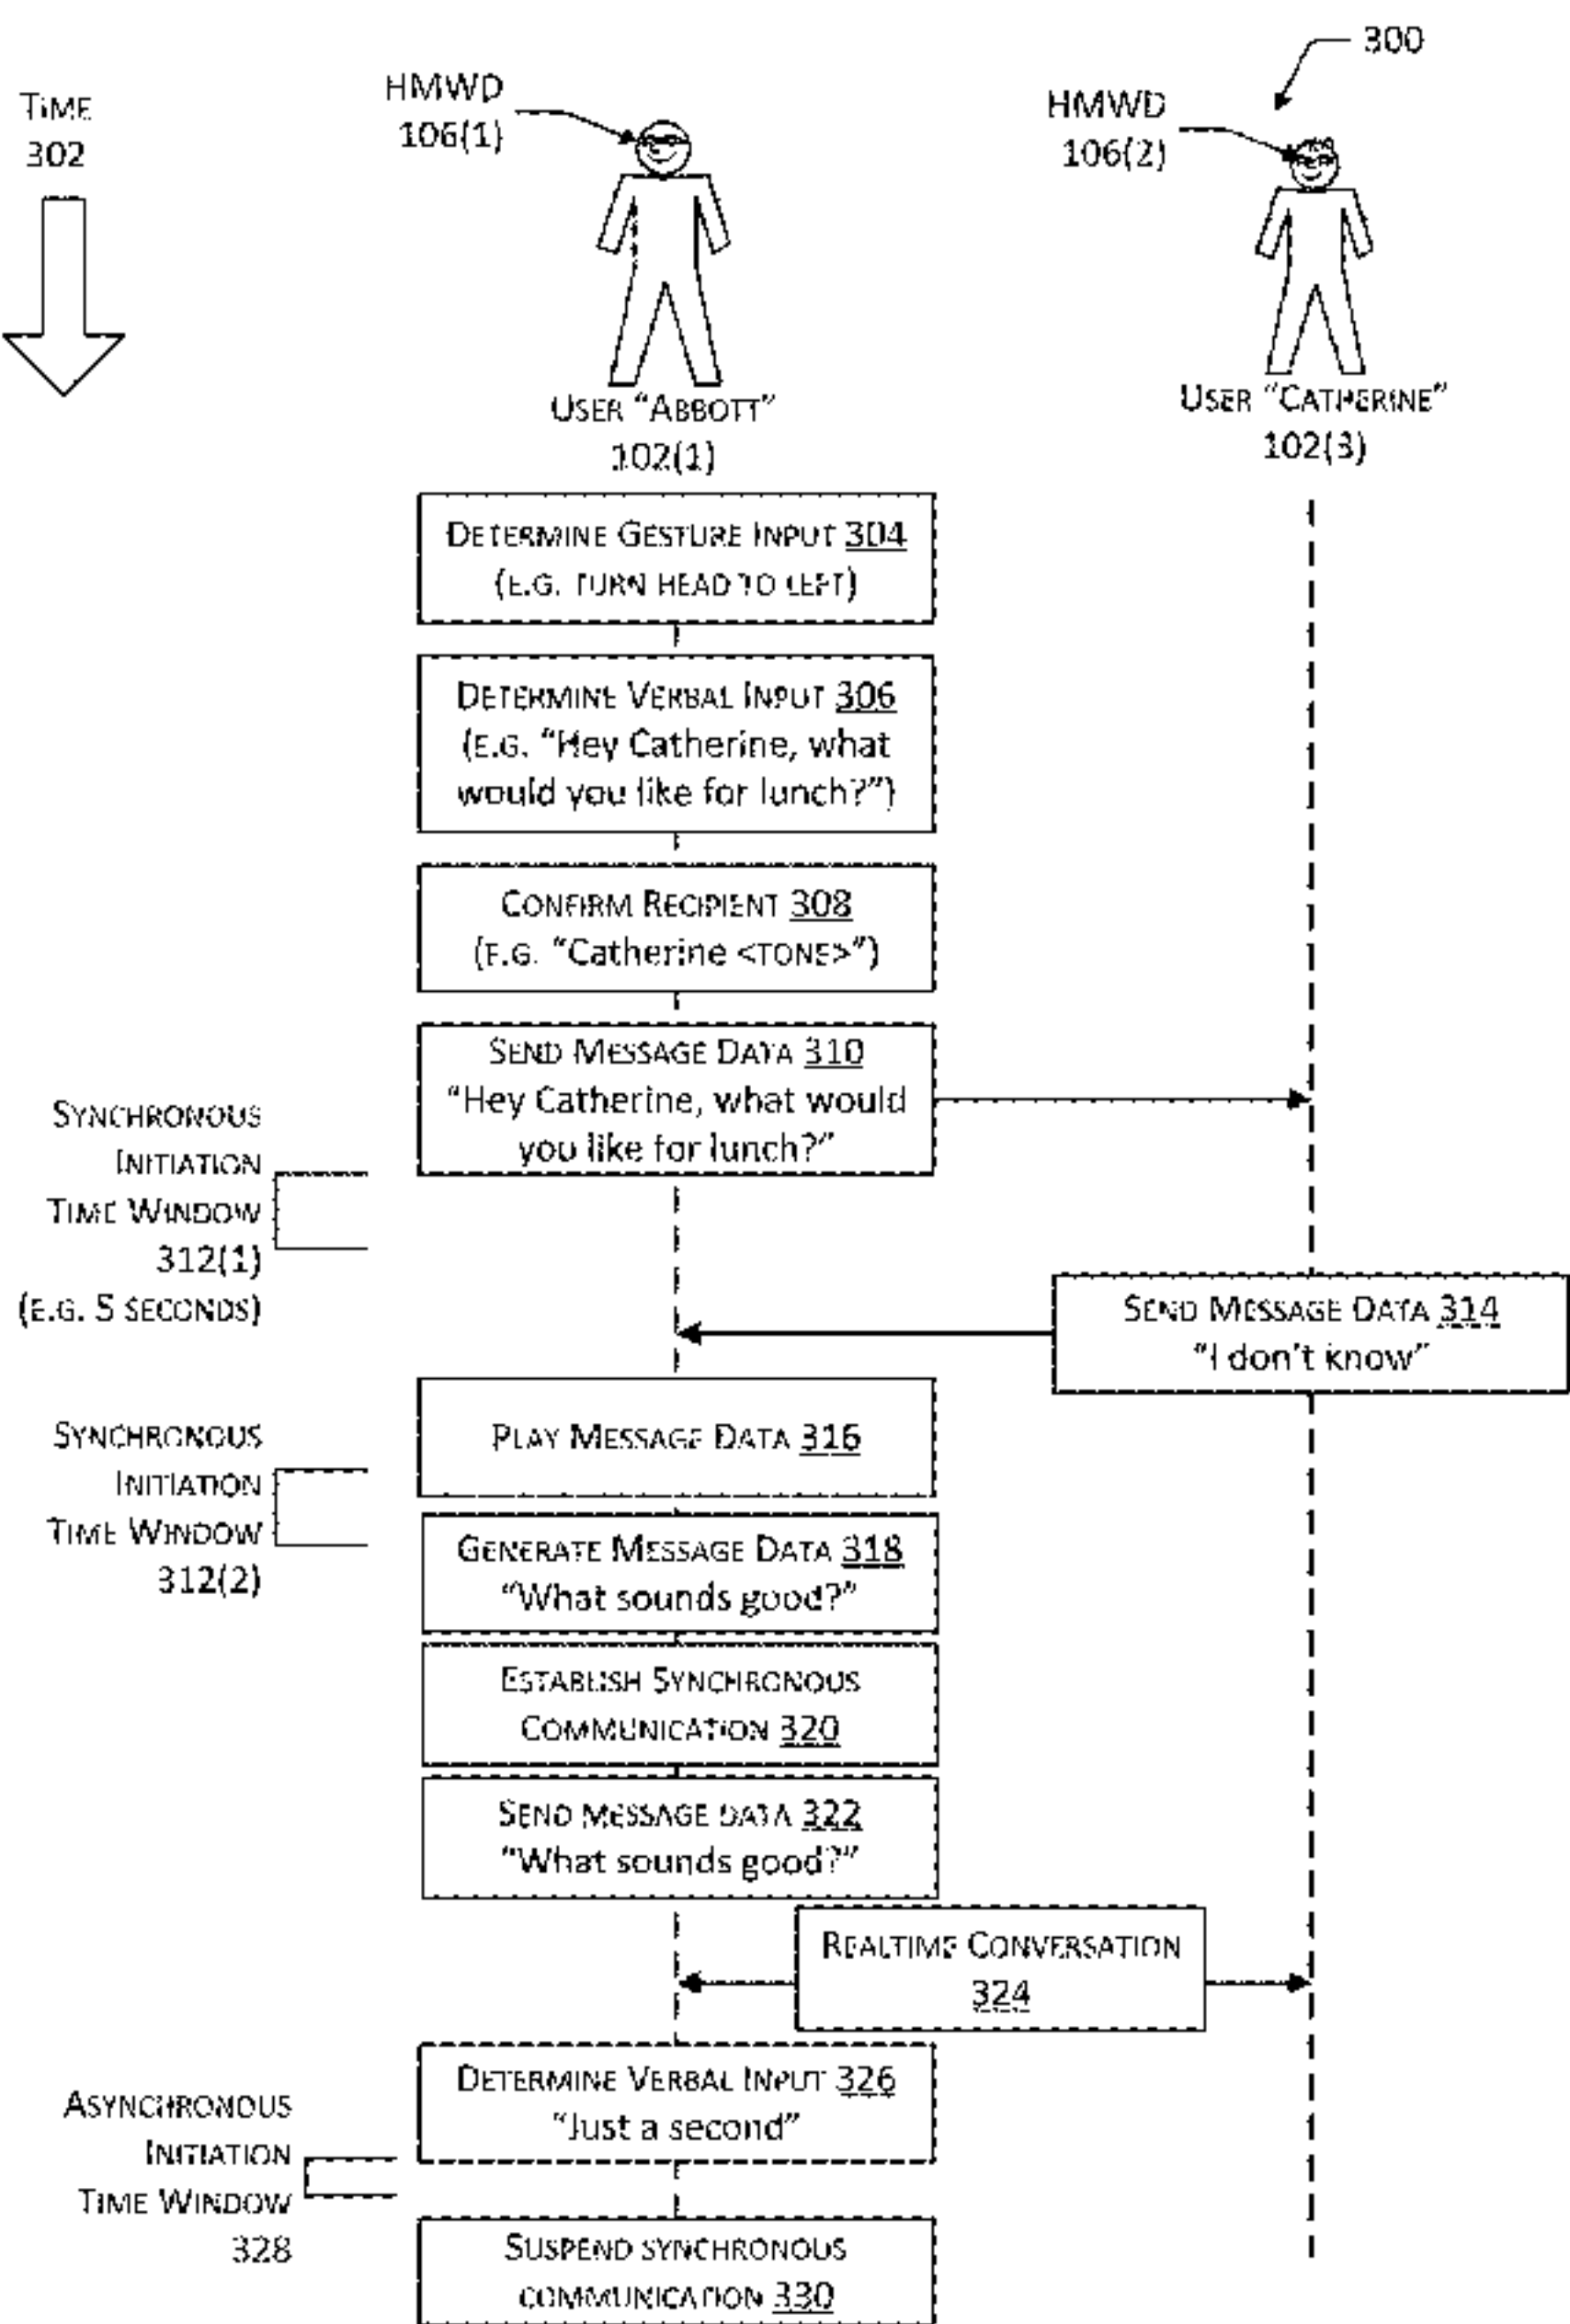 300
HMWD
106(1)
HMWD
106(2)
TIME
302
USER "ABBOTT"
102(1)
USER "CATHERINE"
102(3)
DETERMINE GESTURE INPUT 304
(E.G. TURN HEAD TO LEFT)
DETERMINE VERBAL INPUT 306
(E.G. "Hey Catherine, what
would you like for lunch?")
CONFIRM RECIPIENT 308
(E.G. "Catherine <TONE>")
SEND MESSAGE DATA 310
"Hey Catherine, what would
you like for lunch?"
SYNCHRONOUS
INITIATION
TIME WINDOW
312(1)
(E.G. 5 SECONDS)
SEND MESSAGE DATA 314
"I don't know"
PLAY MESSAGE DATA 316
SYNCHRONOUS
INITIATION
TIME WINDOW
312(2)
GENERATE MESSAGE DATA 318
"What sounds good?"
ESTABLISH SYNCHRONOUS
COMMUNICATION 320
SEND MESSAGE DATA 322
"What sounds good?"
REALTIME CONVERSATION
324
DETERMINE VERBAL INPUT 326
"Just a second"
ASYNCHRONOUS
INITIATION
TIME WINDOW
328
SUSPEND SYNCHRONOUS
COMMUNICATION 330